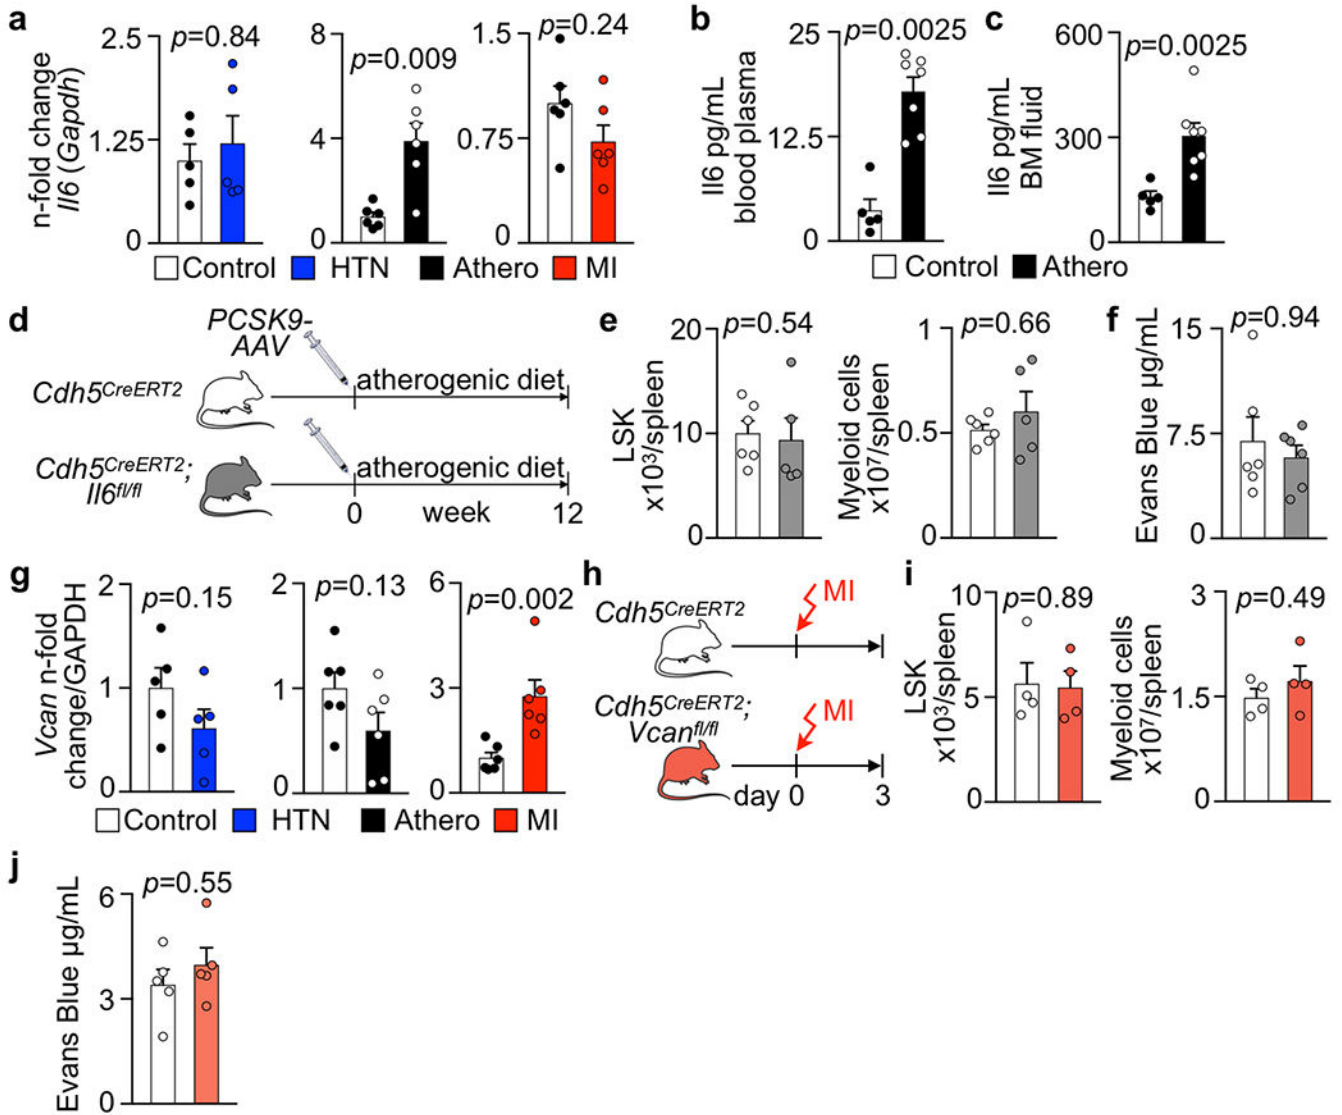 a
n-fold change
Il6 (Gapdh)
2.5
1.25
0
p=0.84
8
4
0
p=0.009
1.5
0.75
0
p=0.24
Control
HTN
Athero
MI
b
Il6 pg/mL
blood plasma
25
12.5
0
p=0.0025
c
Il6 pg/mL
BM fluid
600
300
0
p=0.0025
Control
Athero
d
PCSK9-
AAV
Cdh5CreERT2
atherogenic diet
Cdh5CreERT2;
Il6fl/fl
atherogenic diet
0
week
12
e
LSK
x10³/spleen
20
10
0
p=0.54
Myeloid cells
x10⁷/spleen
1
0.5
0
p=0.66
f
Evans Blue µg/mL
15
7.5
0
p=0.94
g
Vcan n-fold
change/GAPDH
2
1
0
p=0.15
2
1
0
p=0.13
6
3
0
p=0.002
Control
HTN
Athero
MI
h
MI
Cdh5CreERT2
MI
Cdh5CreERT2;
Vcanfl/fl
day 0
3
i
LSK
x10³/spleen
10
5
0
p=0.89
Myeloid cells
x10⁷/spleen
3
1.5
0
p=0.49
j
Evans Blue µg/mL
6
3
0
p=0.55